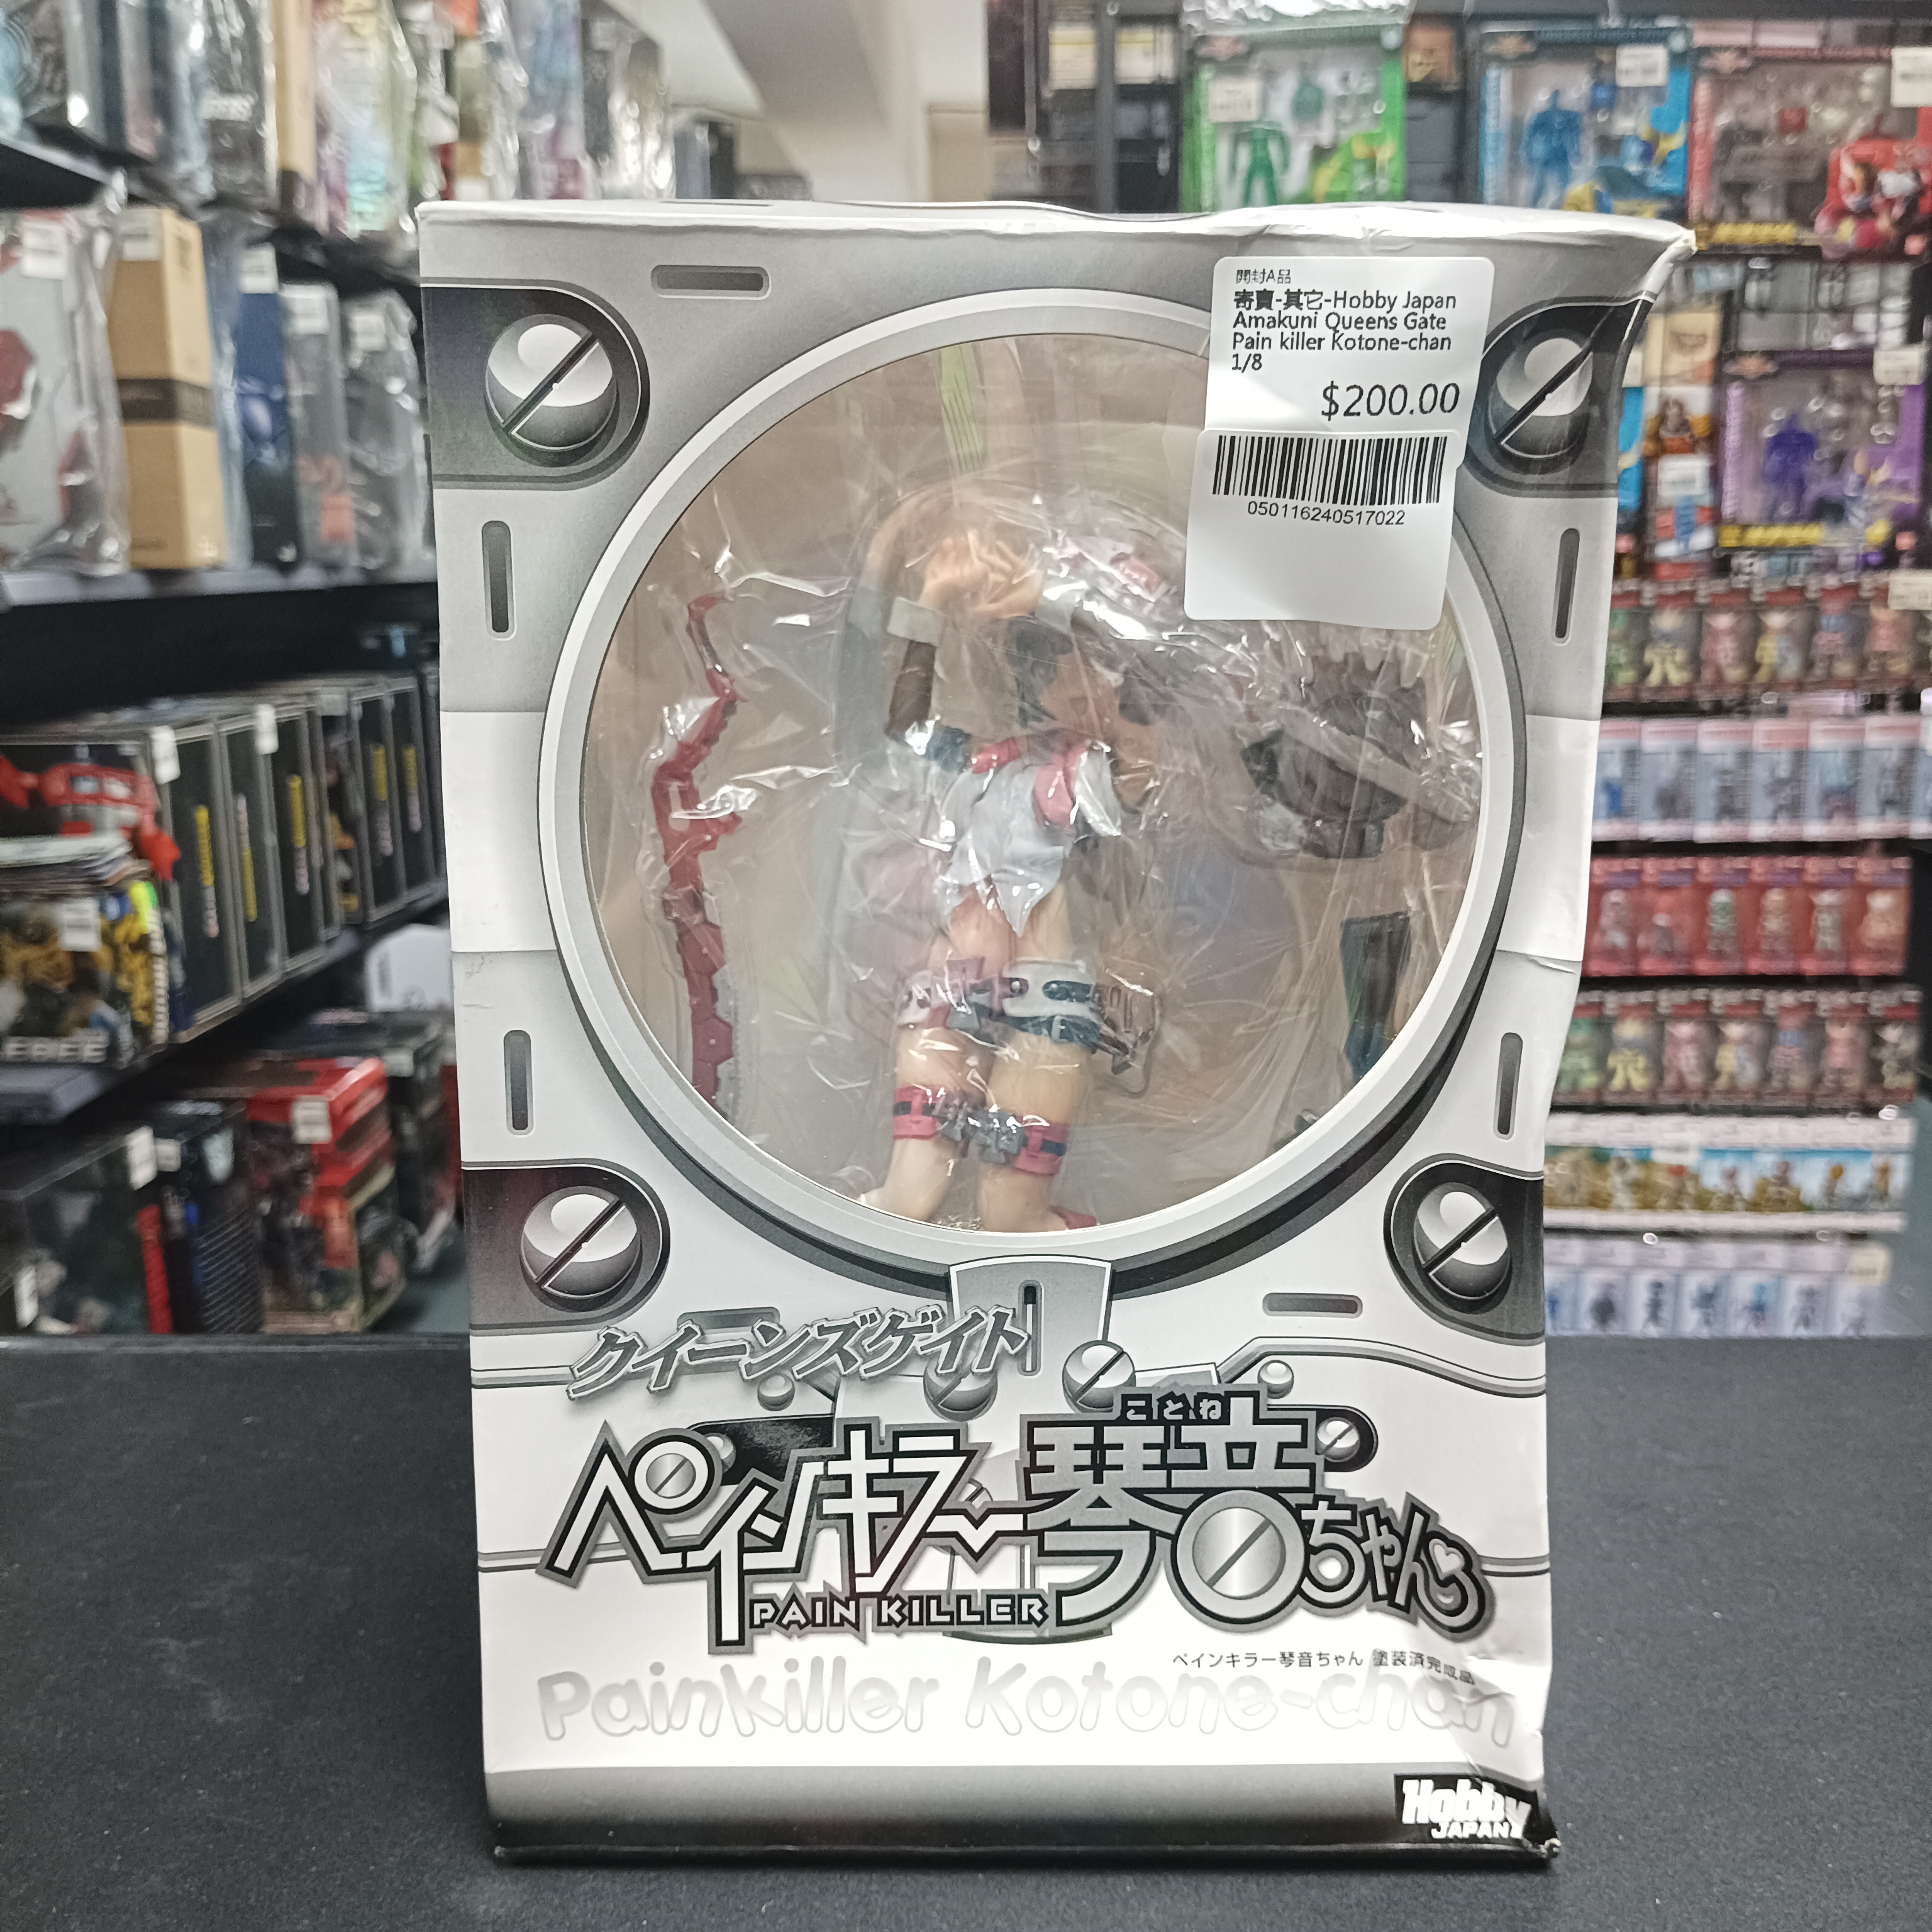 開封A品
寄賣-其它-Hobby Japan
Amakuni Queens Gate
Pain killer Kotone-chan
1/8
$200.00
050116240517022
クイーンズゲイト
ことね
ペインキラー琴音ちゃん
PAIN KILLER
ペインキラー琴音ちゃん 塗装済完成品
Painkiller Kotone-chan
Hobby
JAPAN